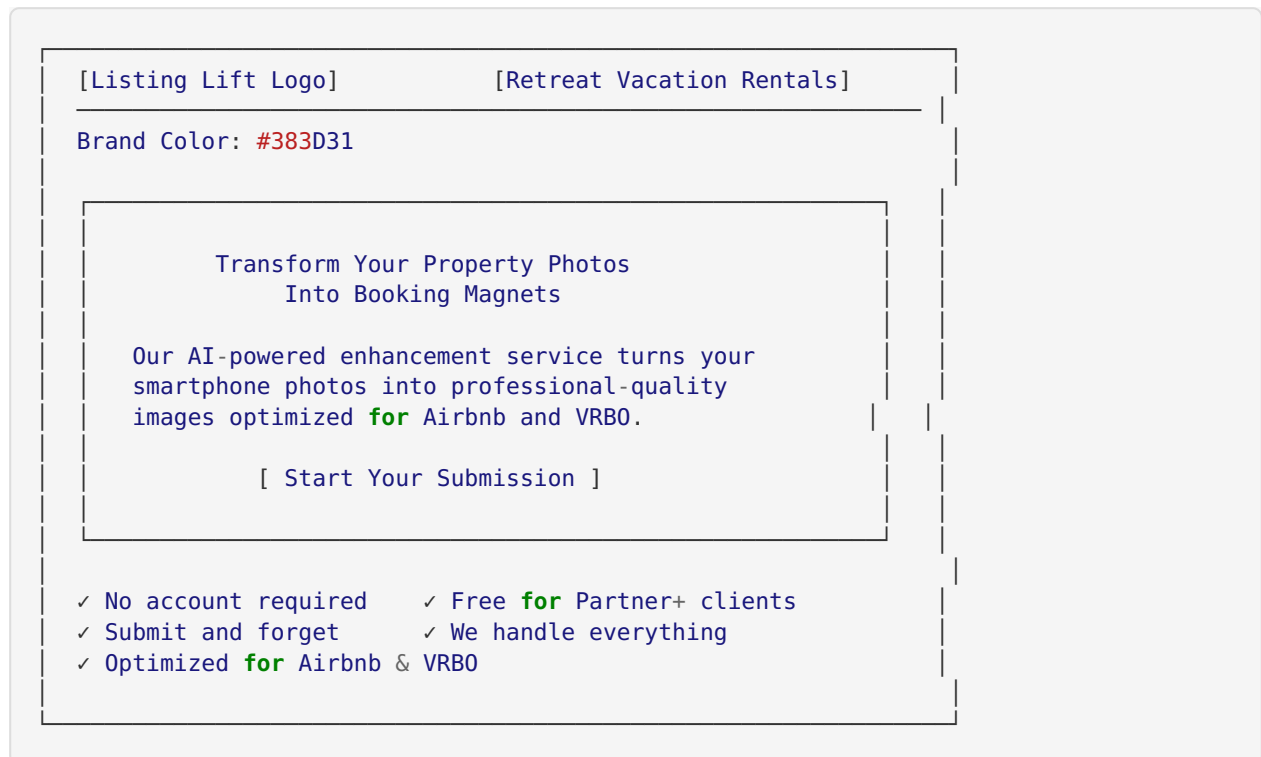 [Listing Lift Logo] [Retreat Vacation Rentals]
Brand Color: #383D31
Transform Your Property Photos
Into Booking Magnets
Our AI-powered enhancement service turns your
smartphone photos into professional-quality
images optimized for Airbnb and VRBO.
[ Start Your Submission ]
✓ No account required ✓ Free for Partner+ clients
✓ Submit and forget ✓ We handle everything
✓ Optimized for Airbnb & VRBO